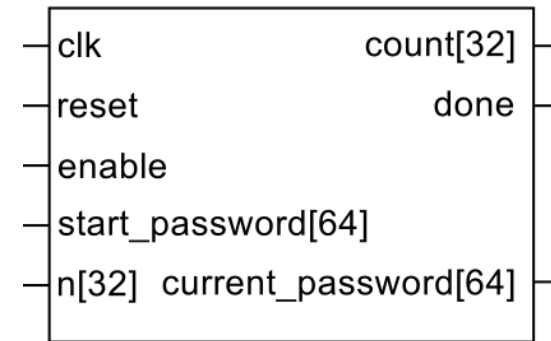 clk count[32]
reset done
enable
start_password[64]
n[32] current_password[64]